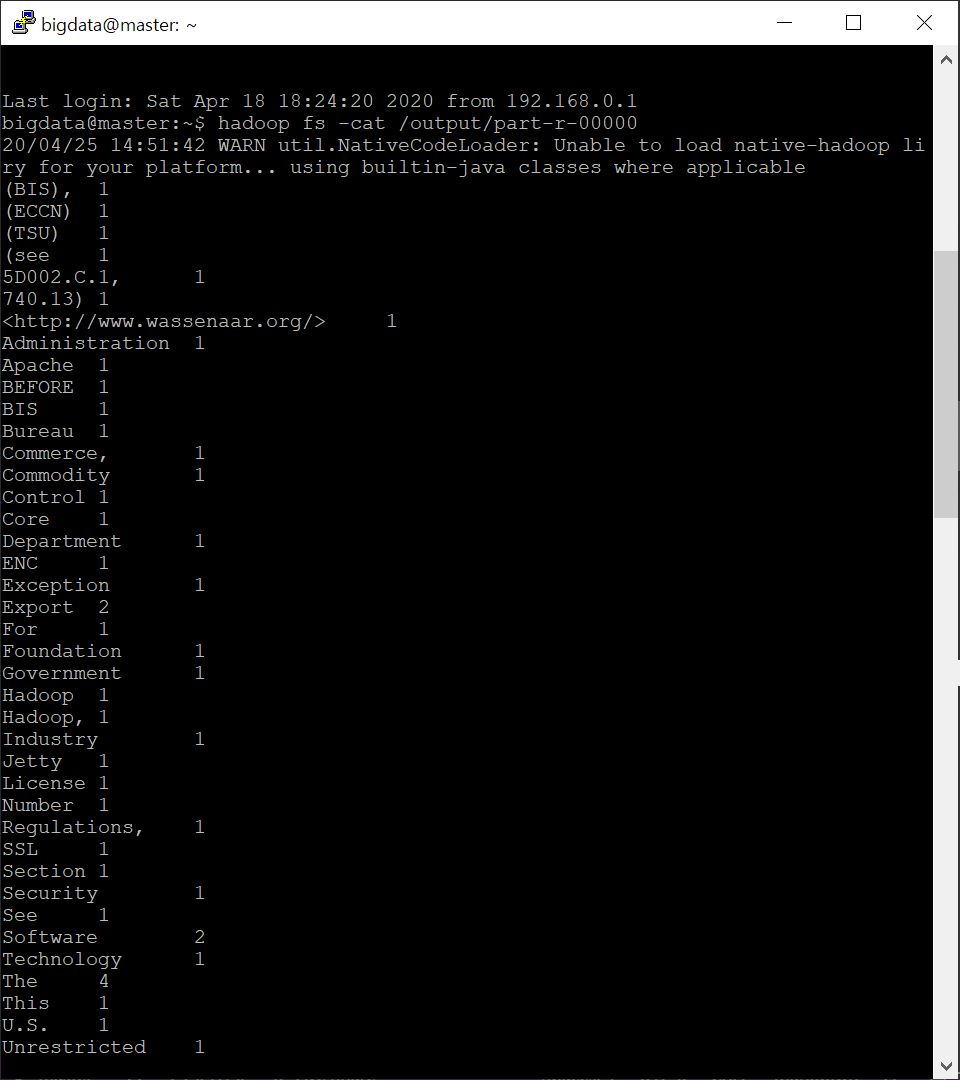 bigdata@master: ~
Last login: Sat Apr 18 18:24:20 2020 from 192.168.0.1
bigdata@master:~$ hadoop fs -cat /output/part-r-00000
20/04/25 14:51:42 WARN util.NativeCodeLoader: Unable to load native-hadoop li
ry for your platform... using builtin-java classes where applicable
(BIS),	1
(ECCN)	1
(TSU)	1
(see	1
5D002.C.1,	1
740.13)	1
<http://www.wassenaar.org/>	1
Administration	1
Apache	1
BEFORE	1
BIS	1
Bureau	1
Commerce,	1
Commodity	1
Control	1
Core	1
Department	1
ENC	1
Exception	1
Export	2
For	1
Foundation	1
Government	1
Hadoop	1
Hadoop,	1
Industry	1
Jetty	1
License	1
Number	1
Regulations,	1
SSL	1
Section	1
Security	1
See	1
Software	2
Technology	1
The	4
This	1
U.S.	1
Unrestricted	1